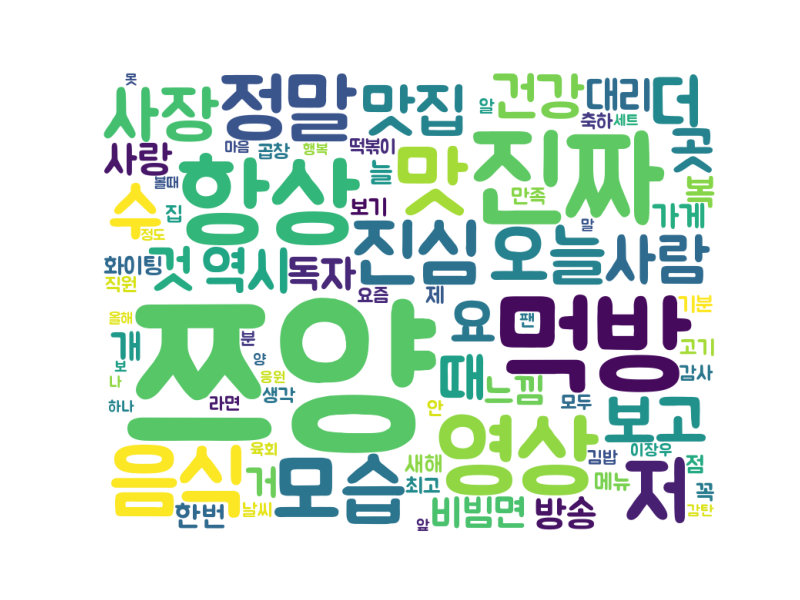 못
사장 정말 맛집 알 건강 대리 더
축하 세트
사랑 마음 곱창 행복 떡볶이 맛 진짜 곳
볼때 항상 늘 만족 복
수 집 보기 가게
정도 말
화이팅 것 역시 독자 진심 오늘 사람
직원 요즘 제 기분
올해 쯔양 요 팬 먹방
개 분 고기
보 양 때 느낌 감사
나 응원 생각
하나 라면 안 모두 보고
음식 육회 영상 이장우
거 모습 새해 김밥 점
최고 메뉴 저 꼭
한번 날씨 앞 비빔면 방송 감탄